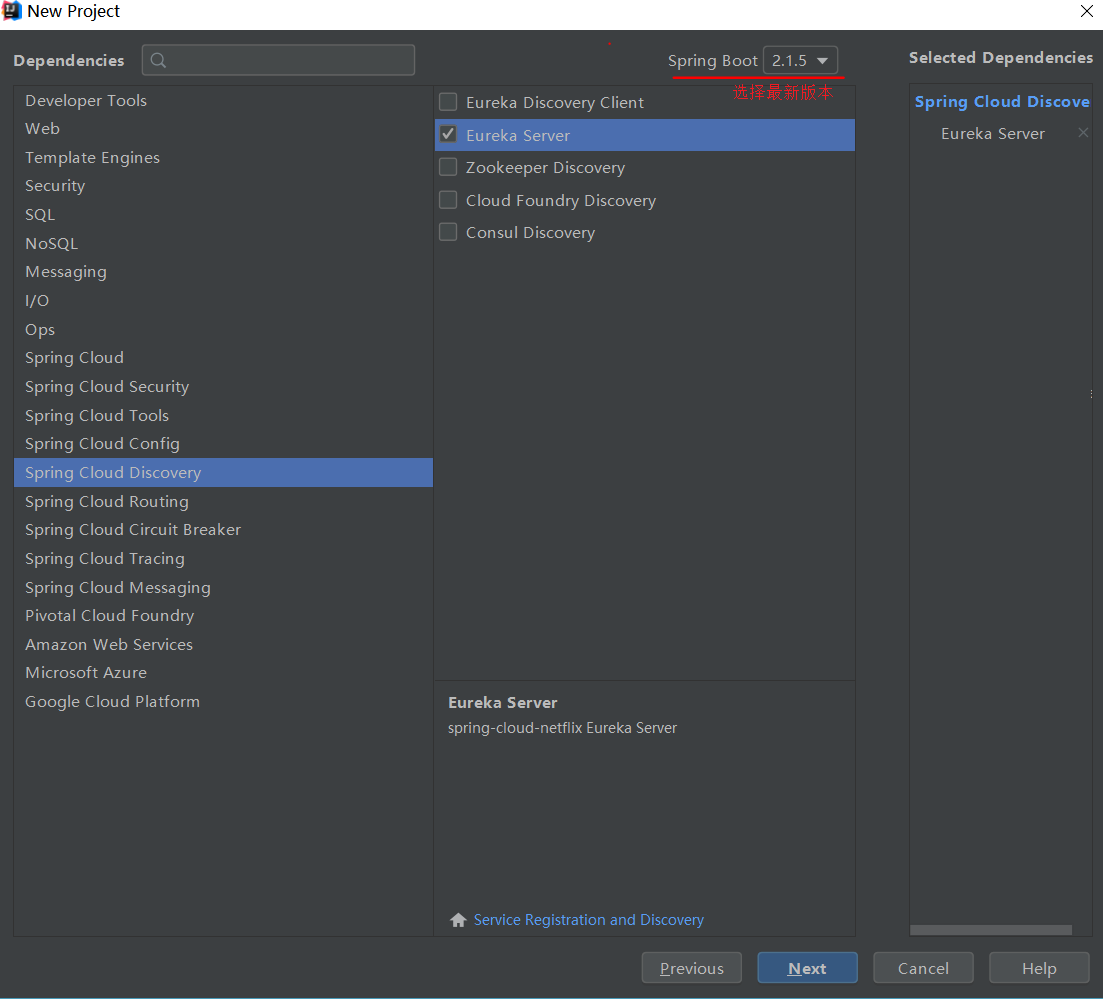 New Project
Dependencies
Spring Boot 2.1.5
选择最新版本
Selected Dependencies
Developer Tools
Web
Template Engines
Security
SQL
NoSQL
Messaging
I/O
Ops
Spring Cloud
Spring Cloud Security
Spring Cloud Tools
Spring Cloud Config
Spring Cloud Discovery
Spring Cloud Routing
Spring Cloud Circuit Breaker
Spring Cloud Tracing
Spring Cloud Messaging
Pivotal Cloud Foundry
Amazon Web Services
Microsoft Azure
Google Cloud Platform
Eureka Discovery Client
Eureka Server
Zookeeper Discovery
Cloud Foundry Discovery
Consul Discovery
Eureka Server
spring-cloud-netflix Eureka Server
Service Registration and Discovery
Spring Cloud Discove
Eureka Server
Previous
Next
Cancel
Help